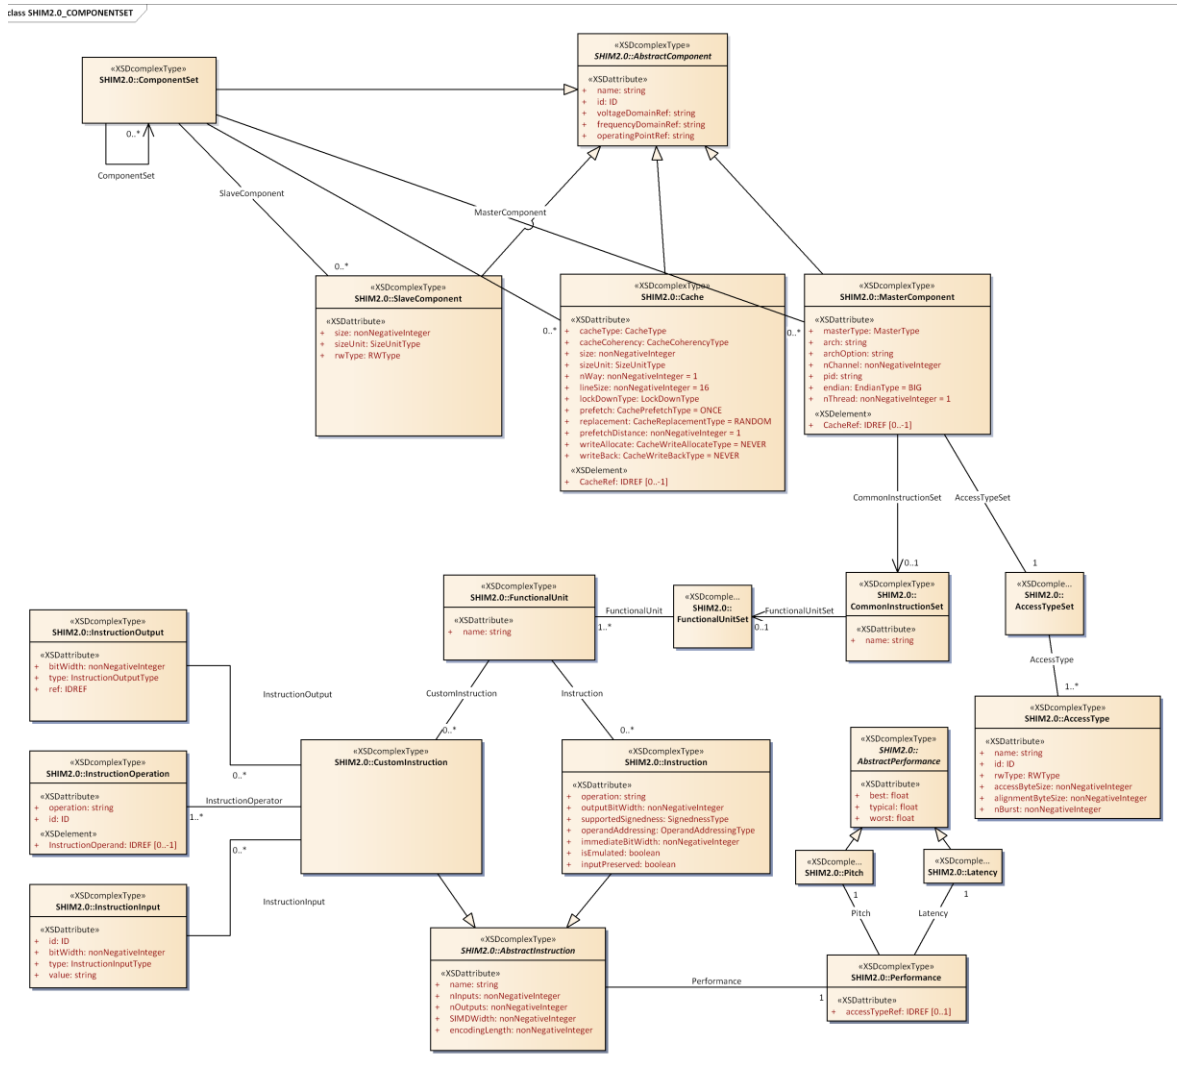 class SHIM2.0_COMPONENTSET
«XSDcomplexType»
SHIM2.0::ComponentSet
0..*
ComponentSet
«XSDcomplexType»
SHIM2.0::AbstractComponent
«XSDattribute»
+ name: string
+ id: ID
+ voltageDomainRef: string
+ frequencyDomainRef: string
+ operatingPointRef: string
SlaveComponent
MasterComponent
0..*
0..*
0..*
«XSDcomplexType»
SHIM2.0::SlaveComponent
«XSDattribute»
+ size: nonNegativeInteger
+ sizeUnit: SizeUnitType
+ rwType: RWType
«XSDcomplexType»
SHIM2.0::Cache
«XSDattribute»
+ cacheType: CacheType
+ cacheCoherency: CacheCoherencyType
+ size: nonNegativeInteger
+ sizeUnit: SizeUnitType
+ nWay: nonNegativeInteger = 1
+ lineSize: nonNegativeInteger = 16
+ lockDownType: LockDownType
+ prefetch: CachePrefetchType = ONCE
+ replacement: CacheReplacementType = RANDOM
+ prefetchDistance: nonNegativeInteger = 1
+ writeAllocate: CacheWriteAllocateType = NEVER
+ writeBack: CacheWriteBackType = NEVER
«XSDelement»
+ CacheRef: IDREF [0..-1]
«XSDcomplexType»
SHIM2.0::MasterComponent
«XSDattribute»
+ masterType: MasterType
+ arch: string
+ archOption: string
+ nChannel: nonNegativeInteger
+ pid: string
+ endian: EndianType = BIG
+ nThread: nonNegativeInteger = 1
«XSDelement»
+ CacheRef: IDREF [0..-1]
CommonInstructionSet
AccessTypeSet
0..1
1
«XSDcomplexType»
SHIM2.0::FunctionalUnit
«XSDattribute»
+ name: string
FunctionalUnit
1..*
«XSDcomple...
SHIM2.0::
FunctionalUnitSet
FunctionalUnitSet
0..1
«XSDcomplexType»
SHIM2.0::
CommonInstructionSet
«XSDattribute»
+ name: string
«XSDcomple...
SHIM2.0::
AccessTypeSet
AccessType
1..*
«XSDcomplexType»
SHIM2.0::InstructionOutput
«XSDattribute»
+ bitWidth: nonNegativeInteger
+ type: InstructionOutputType
+ ref: IDREF
InstructionOutput
0..*
CustomInstruction
0..*
Instruction
0..*
«XSDcomplexType»
SHIM2.0::AccessType
«XSDattribute»
+ name: string
+ id: ID
+ rwType: RWType
+ accessByteSize: nonNegativeInteger
+ alignmentByteSize: nonNegativeInteger
+ nBurst: nonNegativeInteger
«XSDcomplexType»
SHIM2.0::InstructionOperation
«XSDattribute»
+ operation: string
+ id: ID
«XSDelement»
+ InstructionOperand: IDREF [0..-1]
InstructionOperator
1..*
0..*
«XSDcomplexType»
SHIM2.0::CustomInstruction
«XSDcomplexType»
SHIM2.0::Instruction
«XSDattribute»
+ operation: string
+ outputBitWidth: nonNegativeInteger
+ supportedSignedness: SignednessType
+ operandAddressing: OperandAddressingType
+ immediateBitWidth: nonNegativeInteger
+ isEmulated: boolean
+ inputPreserved: boolean
«XSDcomplexType»
SHIM2.0::
AbstractPerformance
«XSDattribute»
+ best: float
+ typical: float
+ worst: float
«XSDcomple...
SHIM2.0::Pitch
«XSDcomple...
SHIM2.0::Latency
1
1
Pitch
Latency
«XSDcomplexType»
SHIM2.0::InstructionInput
«XSDattribute»
+ id: ID
+ bitWidth: nonNegativeInteger
+ type: InstructionInputType
+ value: string
InstructionInput
«XSDcomplexType»
SHIM2.0::AbstractInstruction
«XSDattribute»
+ name: string
+ nInputs: nonNegativeInteger
+ nOutputs: nonNegativeInteger
+ SIMDWidth: nonNegativeInteger
+ encodingLength: nonNegativeInteger
Performance
1
«XSDcomplexType»
SHIM2.0::Performance
«XSDattribute»
+ accessTypeRef: IDREF [0..1]